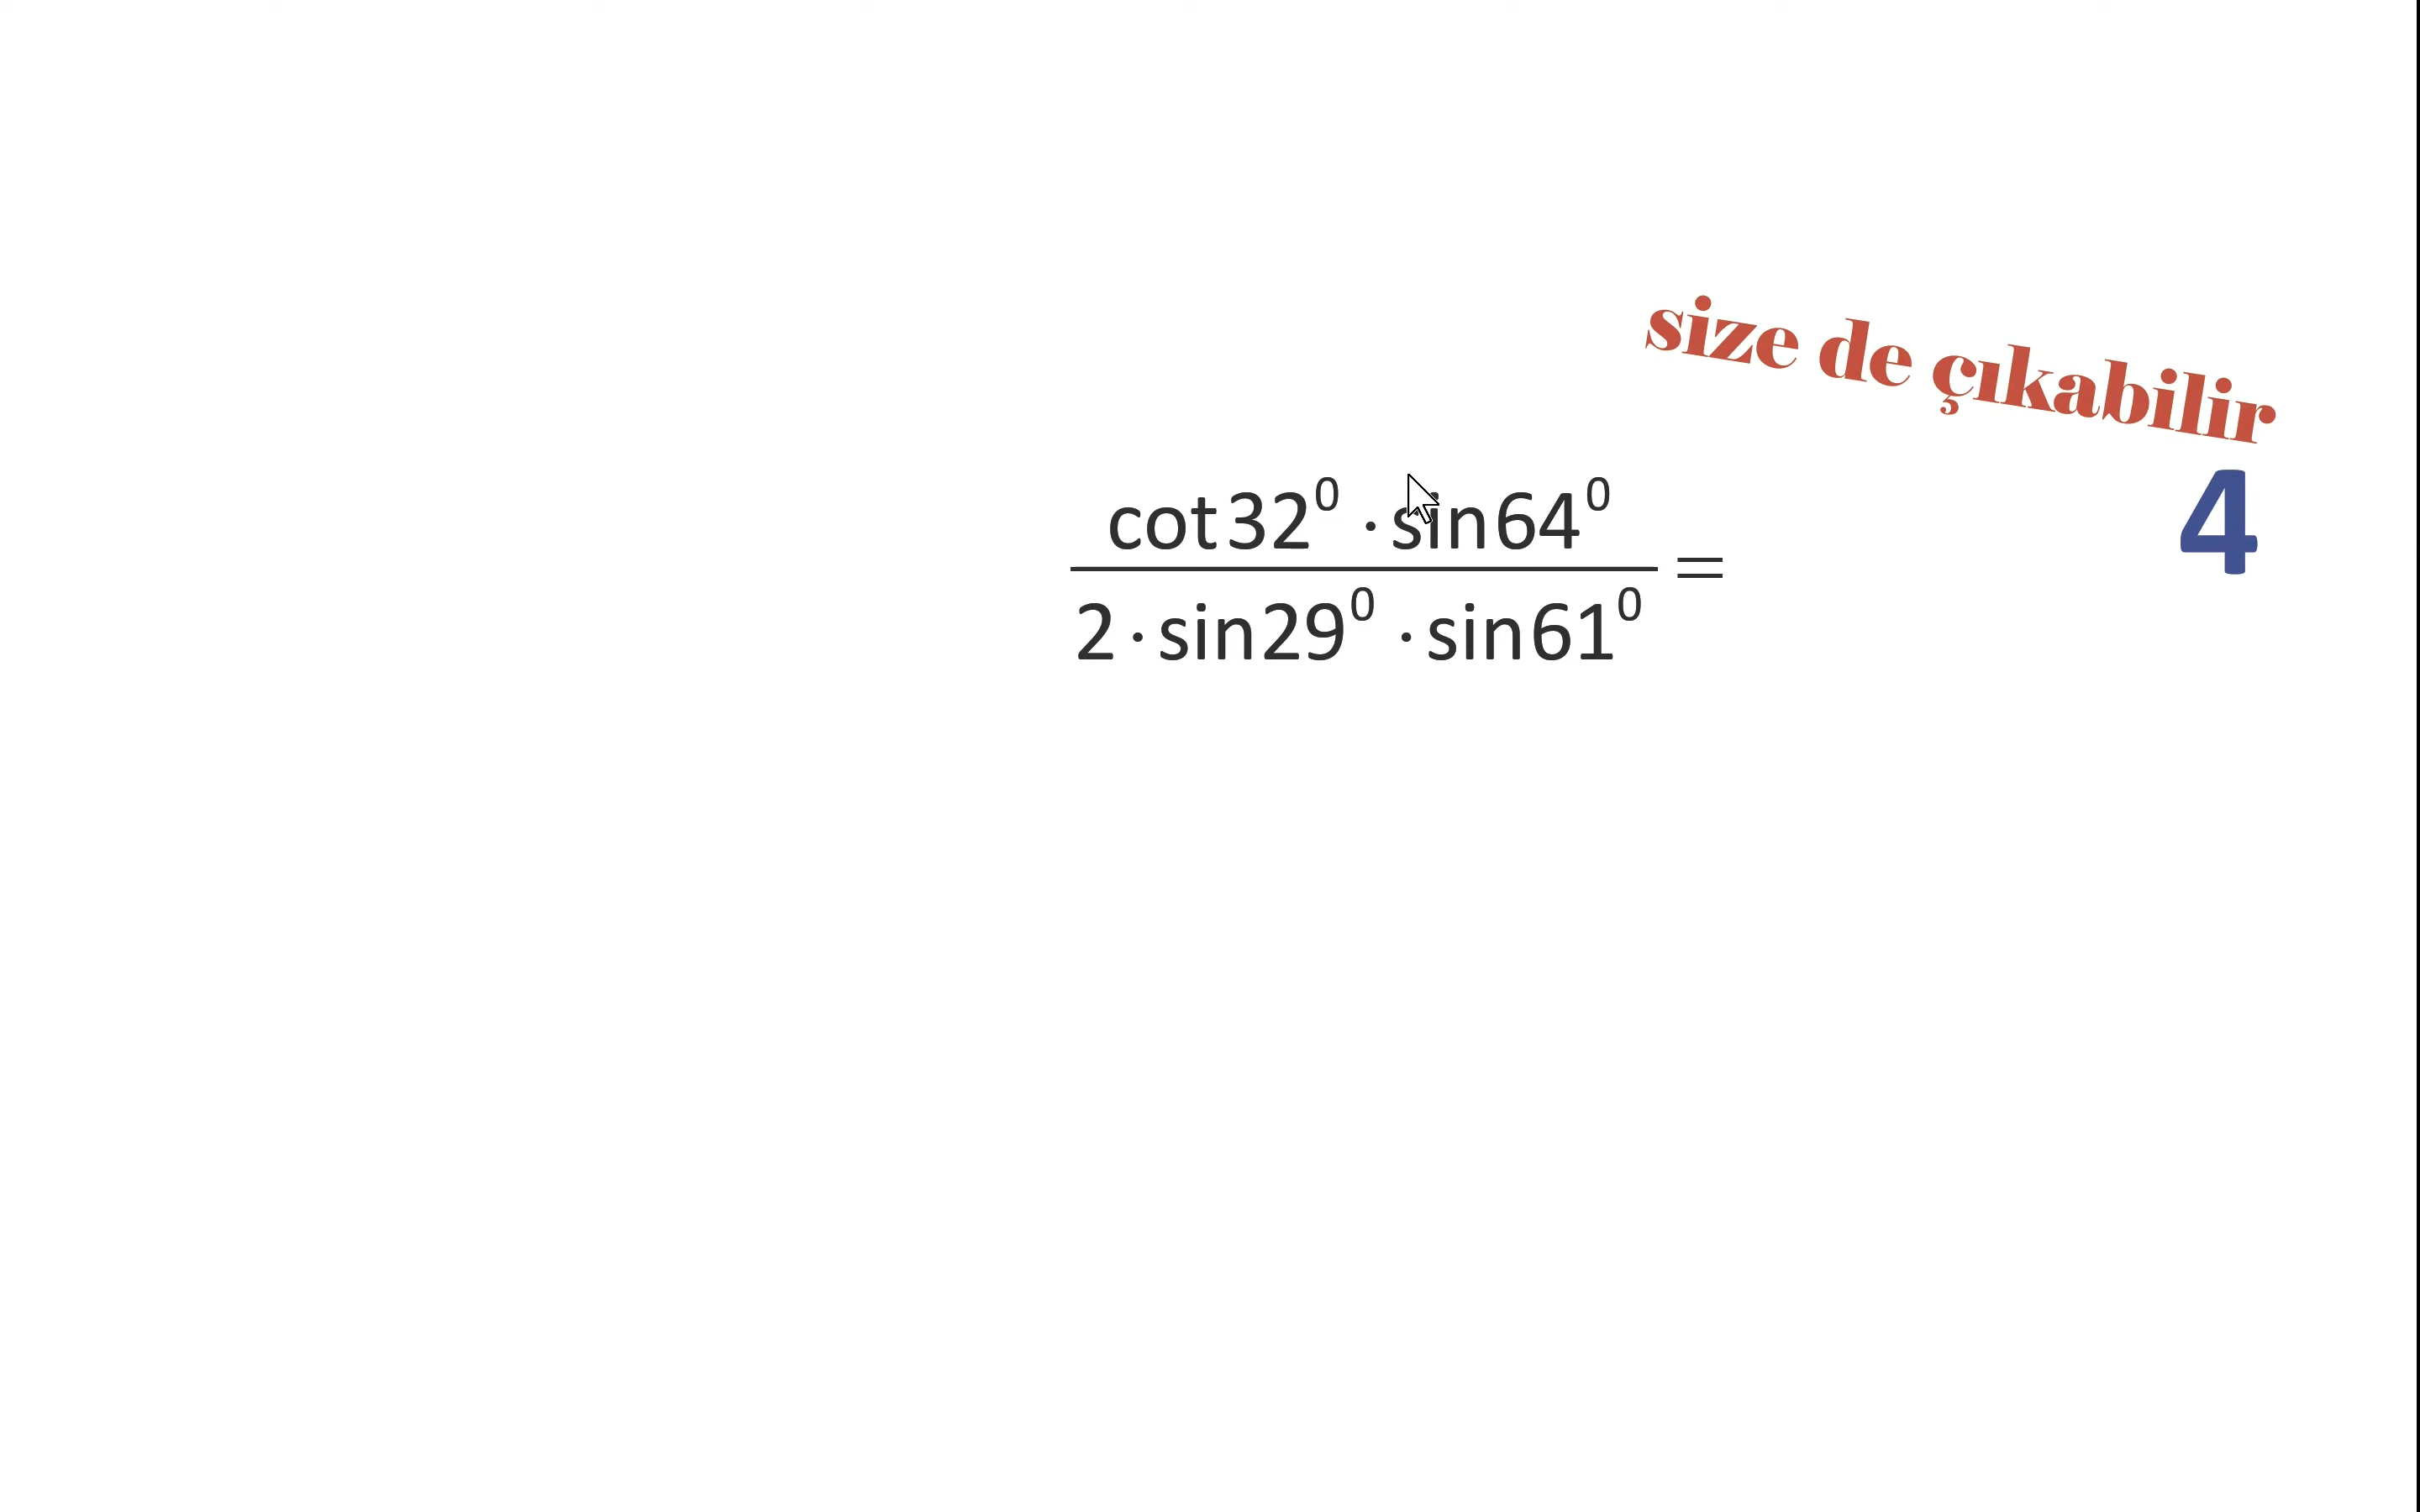 size de çıkabilir
4
cot32⁰ · sin64⁰
2 · sin29⁰ · sin61⁰ =